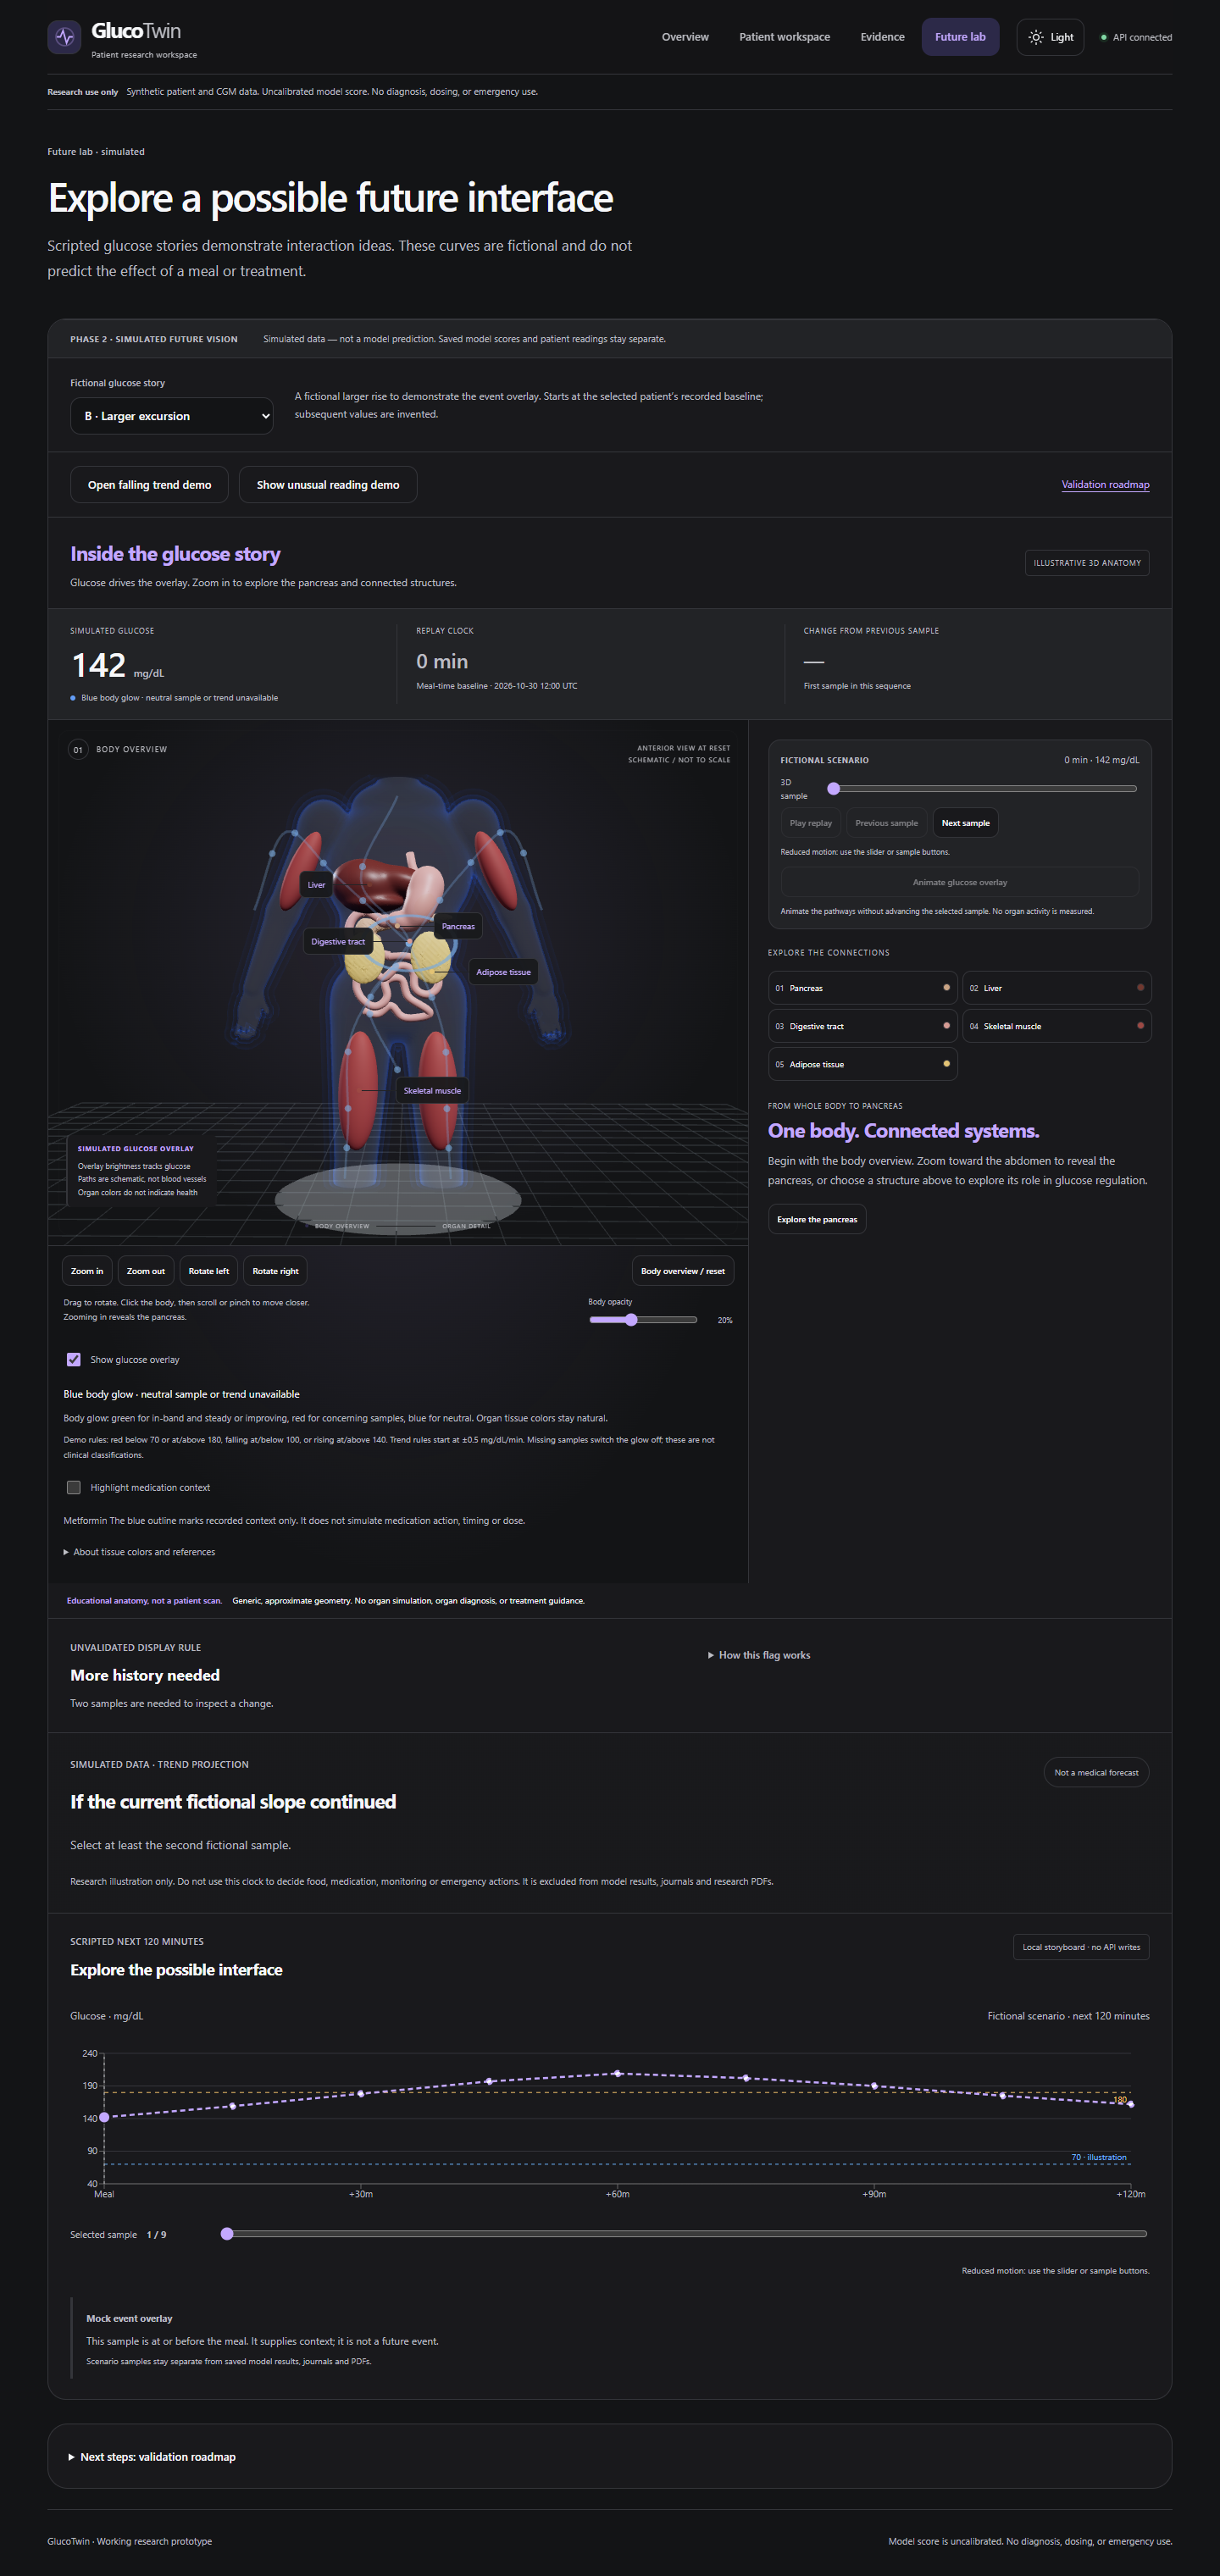 GlucoTwin
Patient research workspace
Overview
Patient workspace
Evidence
Future lab
Light
API connected
Research use only Synthetic patient and CGM data. Uncalibrated model score. No diagnosis, dosing, or emergency use.
Future lab · simulated
Explore a possible future interface
Scripted glucose stories demonstrate interaction ideas. These curves are fictional and do not
predict the effect of a meal or treatment.
PHASE 2 · SIMULATED FUTURE VISION
Simulated data — not a model prediction. Saved model scores and patient readings stay separate.
Fictional glucose story
B · Larger excursion
A fictional larger rise to demonstrate the event overlay. Starts at the selected patient's recorded baseline;
subsequent values are invented.
Open falling trend demo
Show unusual reading demo
Validation roadmap
Inside the glucose story
Glucose drives the overlay. Zoom in to explore the pancreas and connected structures.
ILLUSTRATIVE 3D ANATOMY
SIMULATED GLUCOSE
142 mg/dL
Blue body glow · neutral sample or trend unavailable
REPLAY CLOCK
0 min
Meal-time baseline · 2026-10-30 12:00 UTC
CHANGE FROM PREVIOUS SAMPLE
—
First sample in this sequence
01 BODY OVERVIEW
ANTERIOR VIEW AT RESET
SCHEMATIC / NOT TO SCALE
Liver
Pancreas
Digestive tract
Adipose tissue
Skeletal muscle
SIMULATED GLUCOSE OVERLAY
Overlay brightness tracks glucose
Paths are schematic, not blood vessels
Organ colors do not indicate health
BODY OVERVIEW
ORGAN DETAIL
Zoom in
Zoom out
Rotate left
Rotate right
Body overview / reset
Drag to rotate. Click the body, then scroll or pinch to move closer.
Zooming in reveals the pancreas.
Body opacity
20%
Show glucose overlay
Blue body glow · neutral sample or trend unavailable
Body glow: green for in-band and steady or improving, red for concerning samples, blue for neutral. Organ tissue colors stay natural.
Demo rules: red below 70 or at/above 180, falling at/below 100, or rising at/above 140. Trend rules start at ±0.5 mg/dL/min. Missing samples switch the glow off; these are not
clinical classifications.
Highlight medication context
Metformin The blue outline marks recorded context only. It does not simulate medication action, timing or dose.
About tissue colors and references
FICTIONAL SCENARIO
0 min · 142 mg/dL
3D
sample
Play replay
Previous sample
Next sample
Reduced motion: use the slider or sample buttons.
Animate glucose overlay
Animate the pathways without advancing the selected sample. No organ activity is measured.
EXPLORE THE CONNECTIONS
01 Pancreas
02 Liver
03 Digestive tract
04 Skeletal muscle
05 Adipose tissue
FROM WHOLE BODY TO PANCREAS
One body. Connected systems.
Begin with the body overview. Zoom toward the abdomen to reveal the
pancreas, or choose a structure above to explore its role in glucose regulation.
Explore the pancreas
Educational anatomy, not a patient scan. Generic, approximate geometry. No organ simulation, organ diagnosis, or treatment guidance.
UNVALIDATED DISPLAY RULE
More history needed
Two samples are needed to inspect a change.
How this flag works
SIMULATED DATA · TREND PROJECTION
If the current fictional slope continued
Not a medical forecast
Select at least the second fictional sample.
Research illustration only. Do not use this clock to decide food, medication, monitoring or emergency actions. It is excluded from model results, journals and research PDFs.
SCRIPTED NEXT 120 MINUTES
Explore the possible interface
Local storyboard · no API writes
Glucose · mg/dL
Fictional scenario · next 120 minutes
240
190
180
140
90
70 · illustration
40
Meal
+30m
+60m
+90m
+120m
Selected sample 1 / 9
Reduced motion: use the slider or sample buttons.
Mock event overlay
This sample is at or before the meal. It supplies context; it is not a future event.
Scenario samples stay separate from saved model results, journals and PDFs.
Next steps: validation roadmap
GlucoTwin · Working research prototype
Model score is uncalibrated. No diagnosis, dosing, or emergency use.